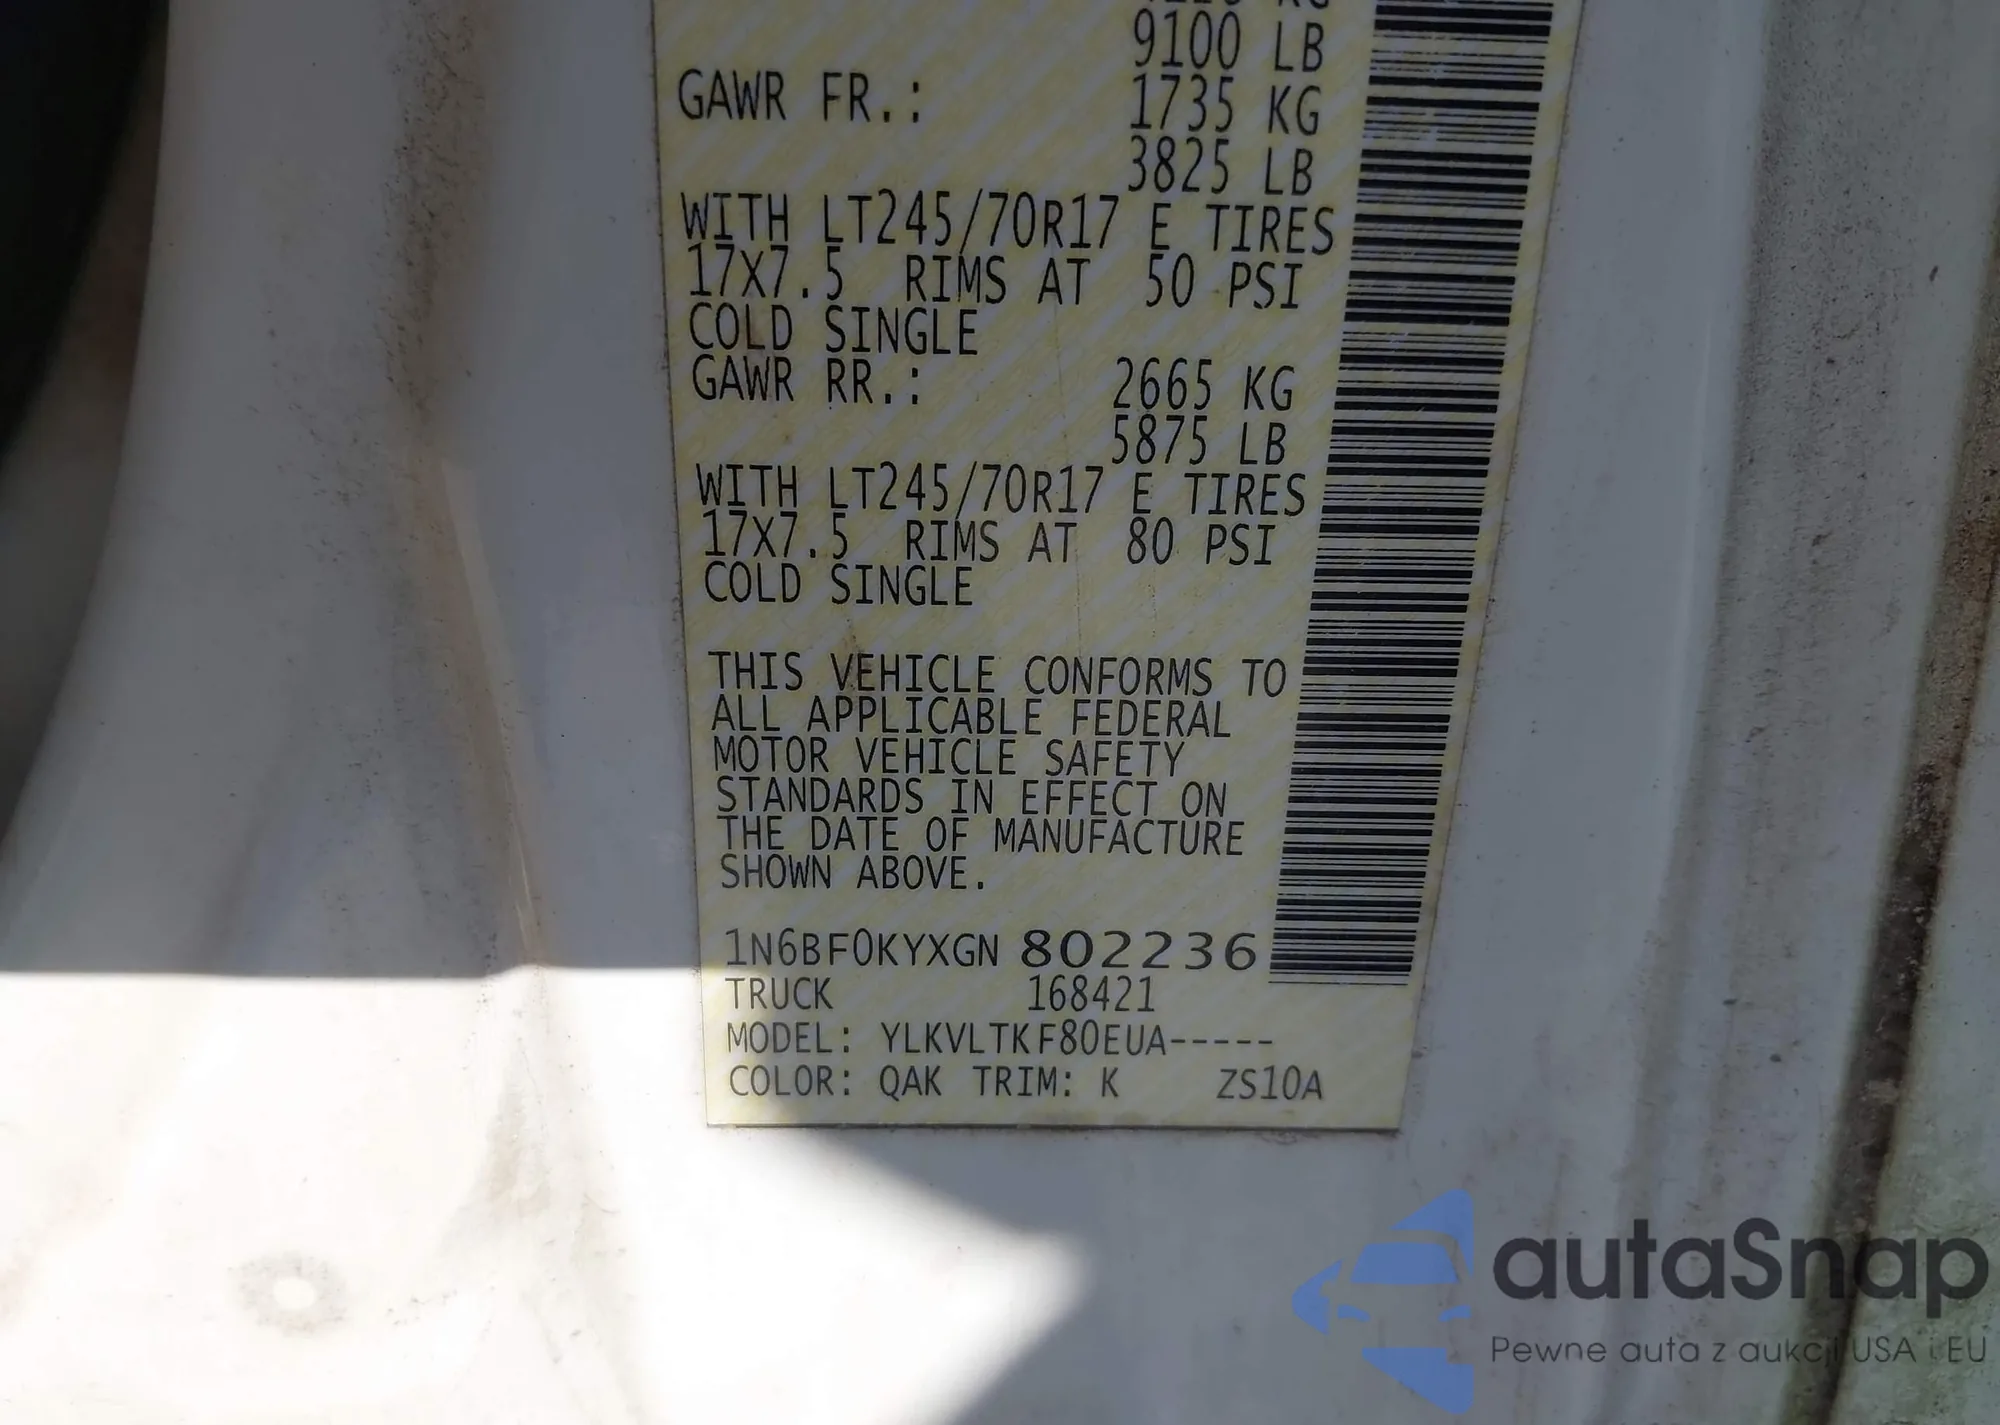 9100 LB
GAWR FR.: 1735 KG
3825 LB
WITH LT245/70R17 E TIRES
17X7.5 RIMS AT 50 PSI
COLD SINGLE
GAWR RR.: 2665 KG
5875 LB
WITH LT245/70R17 E TIRES
17X7.5 RIMS AT 80 PSI
COLD SINGLE
THIS VEHICLE CONFORMS TO
ALL APPLICABLE FEDERAL
MOTOR VEHICLE SAFETY
STANDARDS IN EFFECT ON
THE DATE OF MANUFACTURE
SHOWN ABOVE.
1N6BF0KYXGN 802236
TRUCK 168421
MODEL: YLKVLTKF80EUA-----
COLOR: QAK TRIM: K ZS10A
autaSnap
Pewne auta z aukcji USA i EU